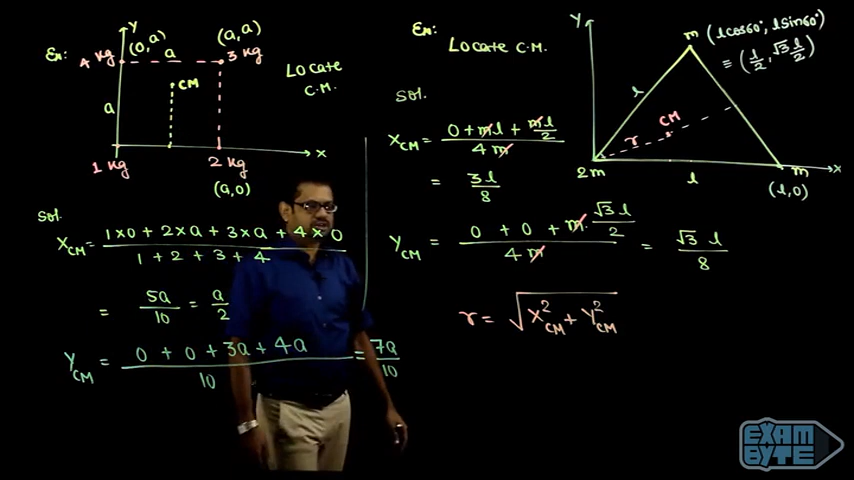 Ex:
Y
(0,a)
(a,a)
4 kg
a
3 kg
CM
a
Locate
C.M.
1 kg
2 kg
X
(a,0)
Sol.
X_CM = 1×0 + 2×a + 3×a + 4×0 / 1 + 2 + 3 + 4
= 5a/10 = a/2
Y_CM = 0 + 0 + 3a + 4a / 10 = 7a/10
Ex:
Locate C.M.
Y
m (lcos60°, lsin60°)
≡ (l/2, √3 l/2)
l
CM
r
2m
l
m
X
(l,0)
Sol.
X_CM = 0 + ml + ml/2 / 4m
= 3l/8
Y_CM = 0 + 0 + m.√3 l/2 / 4m = √3 l/8
r = √X²_CM + Y²_CM
EXAM
BYTE